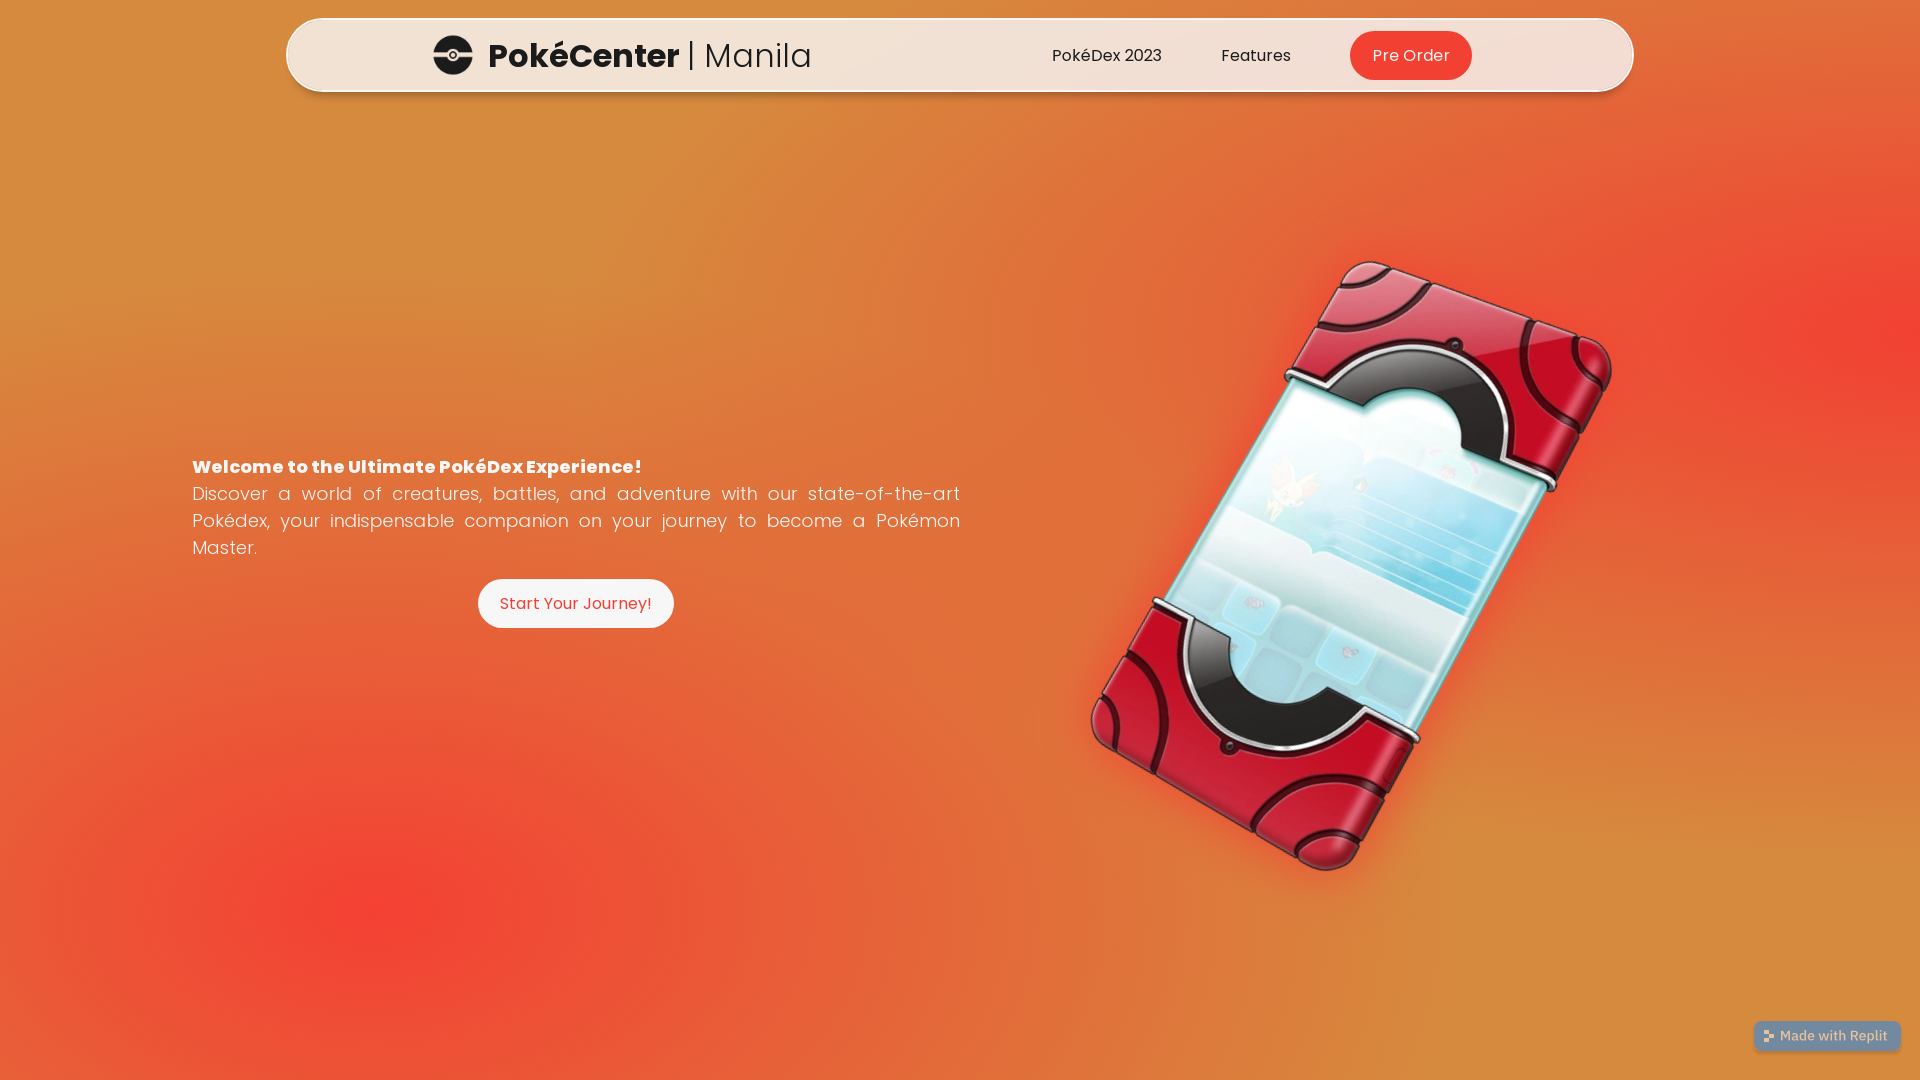 PokéCenter | Manila
PokéDex 2023
Features
Pre Order
Welcome to the Ultimate PokéDex Experience!
Discover a world of creatures, battles, and adventure with our state-of-the-art
Pokédex, your indispensable companion on your journey to become a Pokémon
Master.
Start Your Journey!
Made with Replit